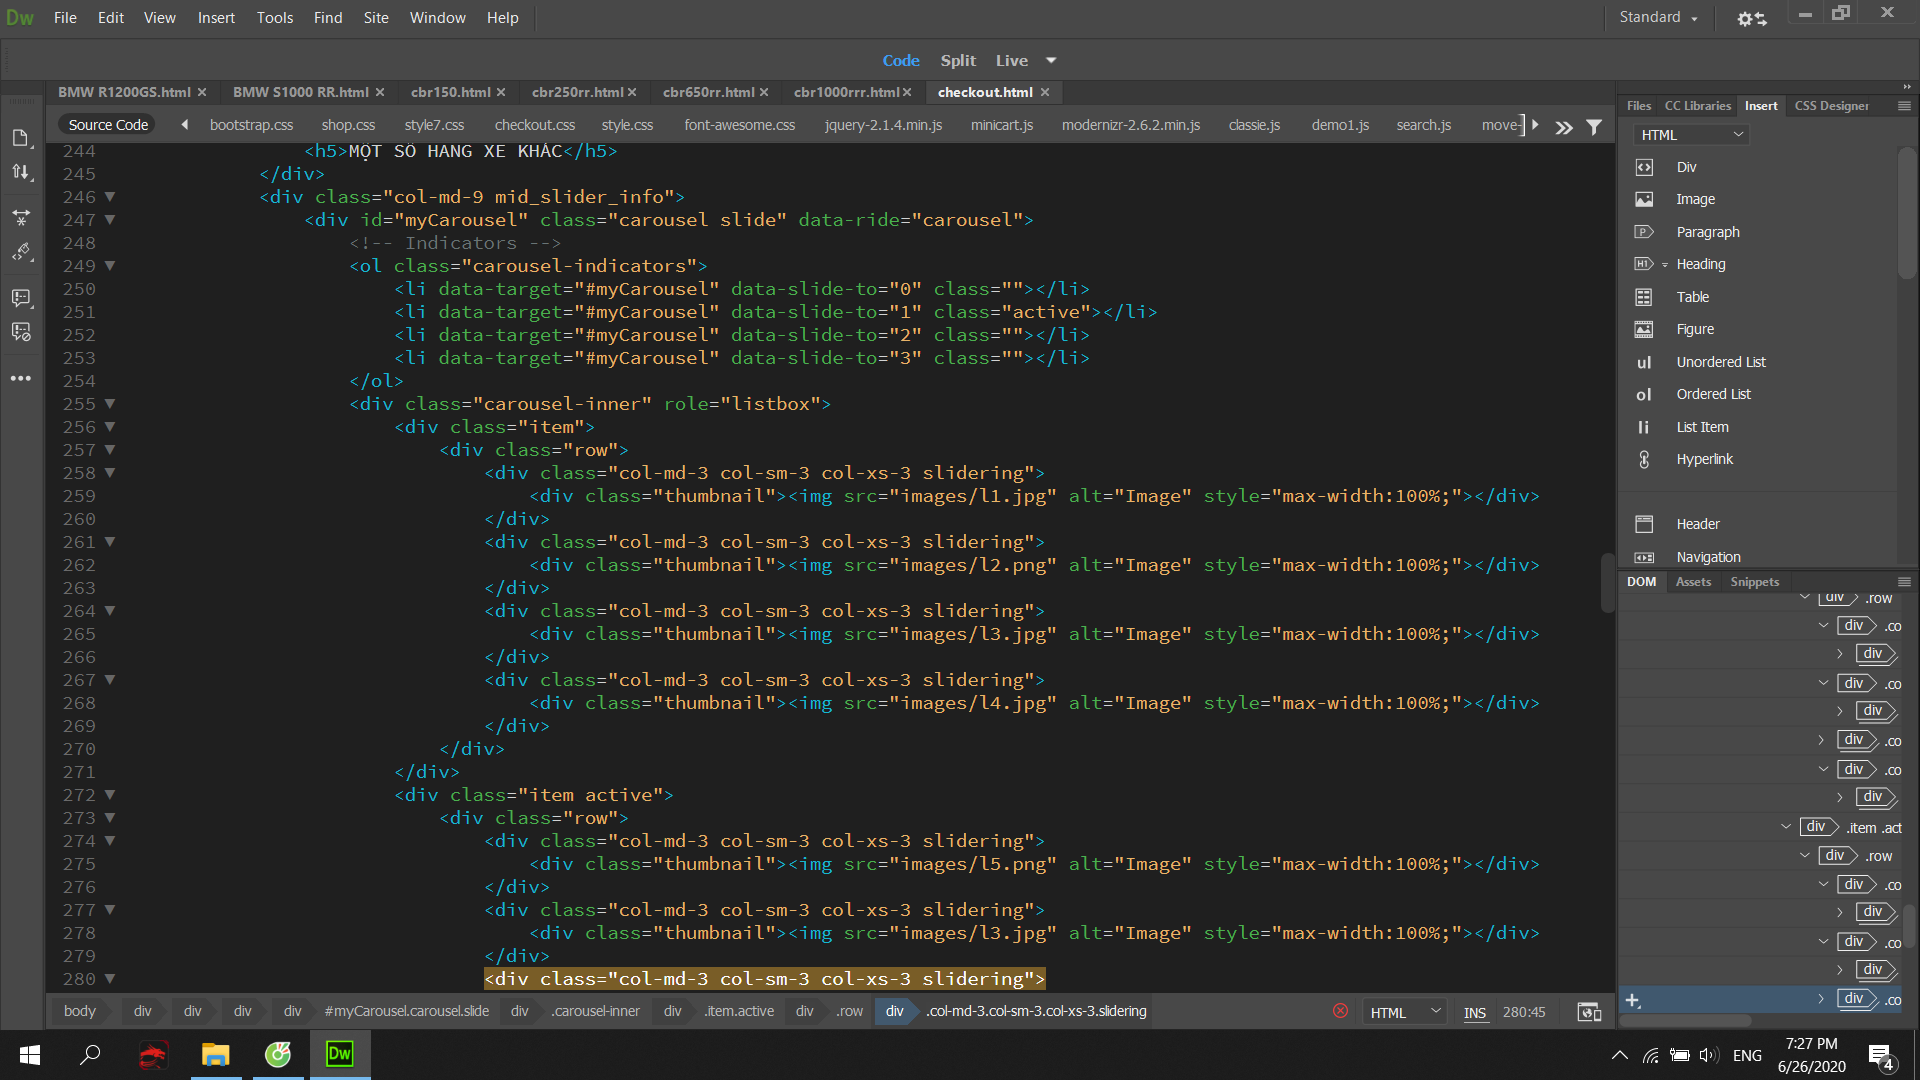 Dw File Edit View Insert Tools Find Site Window Help Standard
Code Split Live
BMW R1200GS.html BMW S1000 RR.html cbr150.html cbr250rr.html cbr650rr.html cbr1000rrr.html checkout.html
Source Code bootstrap.css shop.css style7.css checkout.css style.css font-awesome.css jquery-2.1.4.min.js minicart.js modernizr-2.6.2.min.js classie.js demo1.js search.js move-
244 <h5>MỘT SỐ HÃNG XE KHÁC</h5>
245 </div>
246 <div class="col-md-9 mid_slider_info">
247 <div id="myCarousel" class="carousel slide" data-ride="carousel">
248 <!-- Indicators -->
249 <ol class="carousel-indicators">
250 <li data-target="#myCarousel" data-slide-to="0" class=""></li>
251 <li data-target="#myCarousel" data-slide-to="1" class="active"></li>
252 <li data-target="#myCarousel" data-slide-to="2" class=""></li>
253 <li data-target="#myCarousel" data-slide-to="3" class=""></li>
254 </ol>
255 <div class="carousel-inner" role="listbox">
256 <div class="item">
257 <div class="row">
258 <div class="col-md-3 col-sm-3 col-xs-3 slidering">
259 <div class="thumbnail"><img src="images/l1.jpg" alt="Image" style="max-width:100%;"></div>
260 </div>
261 <div class="col-md-3 col-sm-3 col-xs-3 slidering">
262 <div class="thumbnail"><img src="images/l2.png" alt="Image" style="max-width:100%;"></div>
263 </div>
264 <div class="col-md-3 col-sm-3 col-xs-3 slidering">
265 <div class="thumbnail"><img src="images/l3.jpg" alt="Image" style="max-width:100%;"></div>
266 </div>
267 <div class="col-md-3 col-sm-3 col-xs-3 slidering">
268 <div class="thumbnail"><img src="images/l4.jpg" alt="Image" style="max-width:100%;"></div>
269 </div>
270 </div>
271 </div>
272 <div class="item active">
273 <div class="row">
274 <div class="col-md-3 col-sm-3 col-xs-3 slidering">
275 <div class="thumbnail"><img src="images/l5.png" alt="Image" style="max-width:100%;"></div>
276 </div>
277 <div class="col-md-3 col-sm-3 col-xs-3 slidering">
278 <div class="thumbnail"><img src="images/l3.jpg" alt="Image" style="max-width:100%;"></div>
279 </div>
280 <div class="col-md-3 col-sm-3 col-xs-3 slidering">
body div div div div #myCarousel.carousel.slide div .carousel-inner div .item.active div .row div .col-md-3.col-sm-3.col-xs-3.slidering HTML INS 280:45
Files CC Libraries Insert CSS Designer
HTML
Div
Image
P Paragraph
H1 Heading
Table
Figure
ul Unordered List
ol Ordered List
li List Item
Hyperlink
Header
Navigation
DOM Assets Snippets
div .row
div .co
div
div .co
div
div .co
div .co
div
div .item .act
div .row
div .co
div
div .co
div
div .co
Dw
ENG
7:27 PM
6/26/2020
4